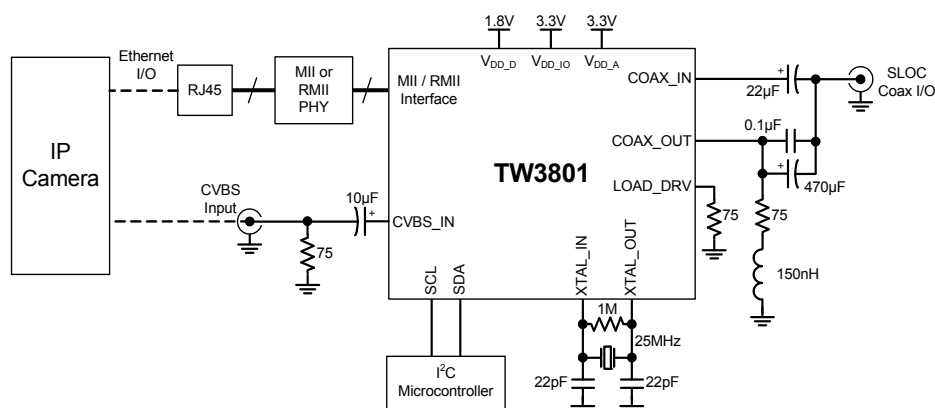 1.8V
3.3V
3.3V
Ethernet
I/O
RJ45
MII or
RMII
PHY
MII / RMII
Interface
VDD_D
VDD_IO
VDD_A
COAX_IN
22µF
+
SLOC
Coax I/O
IP
Camera
TW3801
COAX_OUT
0.1µF
+
470µF
LOAD_DRV
75
75
150nH
CVBS
Input
10µF
+
CVBS_IN
75
SCL
SDA
XTAL_IN
XTAL_OUT
1M
25MHz
22pF
22pF
I²C
Microcontroller